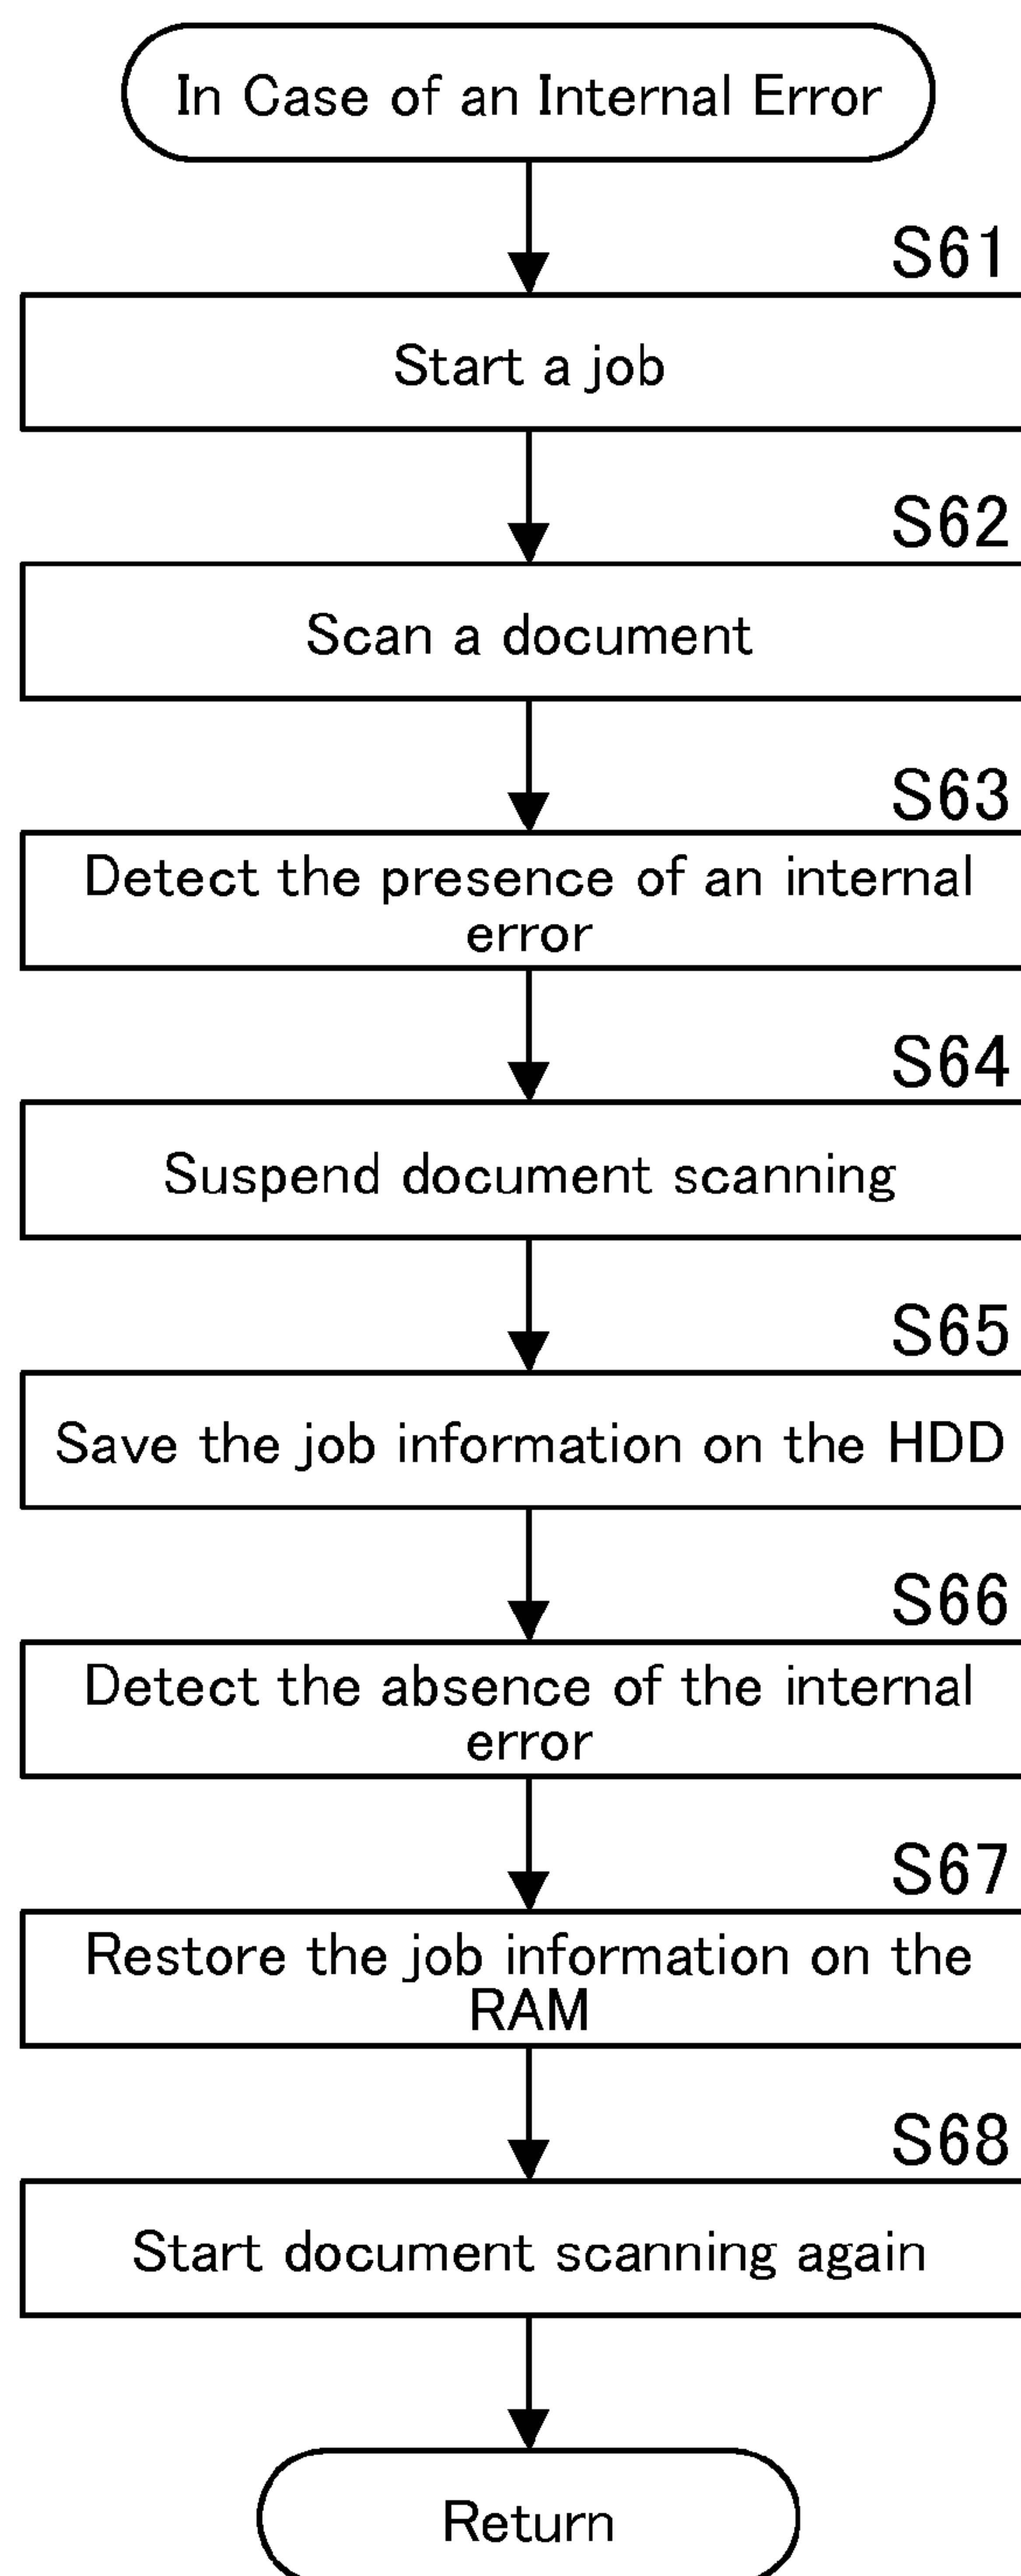 In Case of an Internal Error
S61
Start a job
S62
Scan a document
S63
Detect the presence of an internal
error
S64
Suspend document scanning
S65
Save the job information on the HDD
S66
Detect the absence of the internal
error
S67
Restore the job information on the
RAM
S68
Start document scanning again
Return